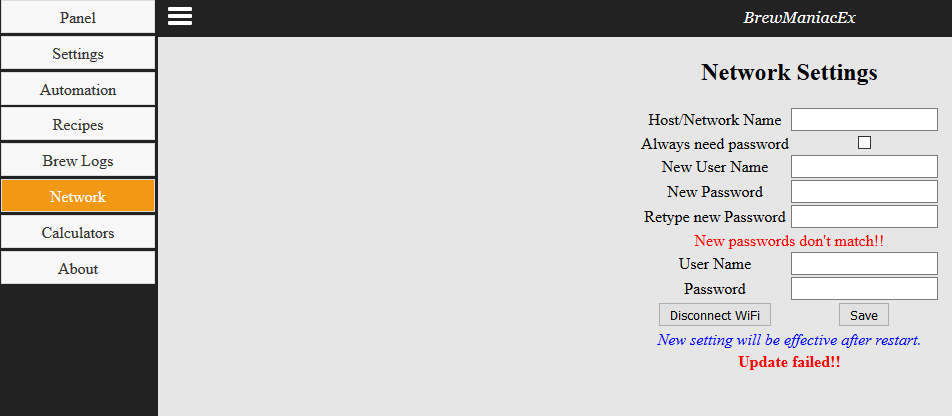 Panel
Settings
Automation
Recipes
Brew Logs
Network
Calculators
About
BrewManiacEx
Network Settings
Host/Network Name
Always need password
New User Name
New Password
Retype new Password
New passwords don't match!!
User Name
Password
Disconnect WiFi Save
New setting will be effective after restart.
Update failed!!